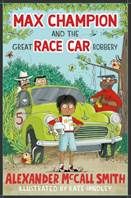 MAX CHAMPION
AND THE
GREAT RACE CAR ROBBERY
5
ALEXANDER McCALL SMITH
ILLUSTRATED BY KATE HINDLEY